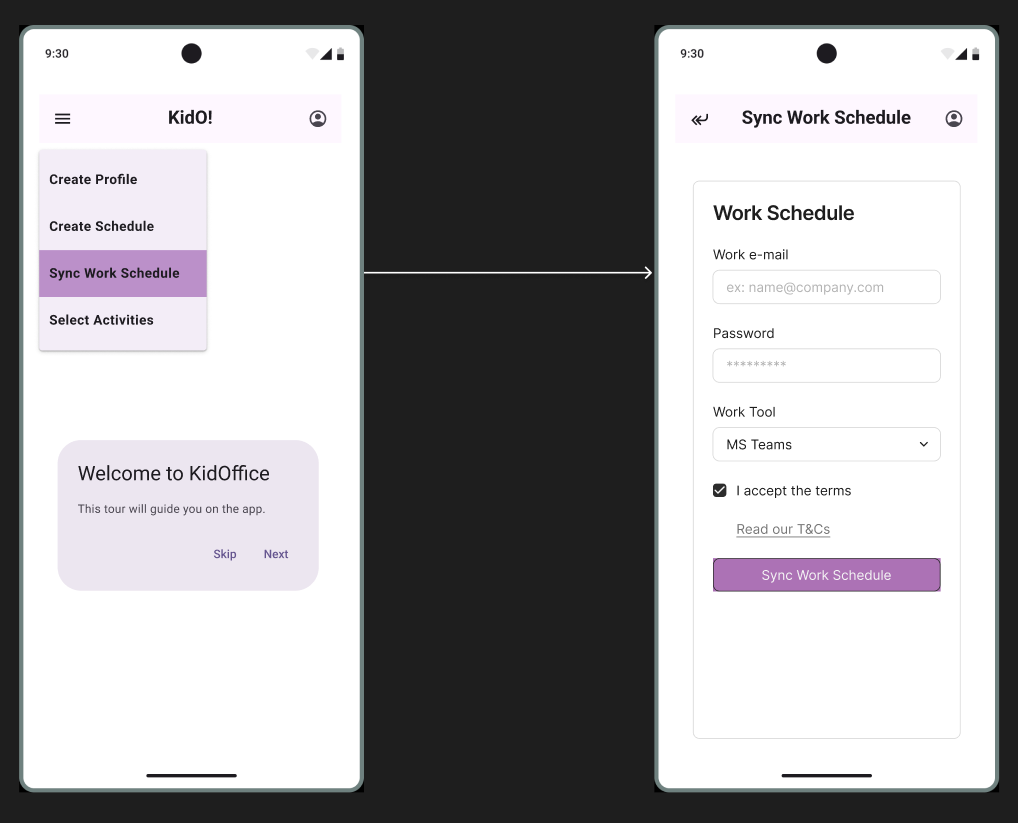 9:30
KidO!
Create Profile
Create Schedule
Sync Work Schedule
Select Activities
Welcome to KidOffice
This tour will guide you on the app.
Skip Next
9:30
Sync Work Schedule
Work Schedule
Work e-mail
ex: name@company.com
Password
*********
Work Tool
MS Teams
I accept the terms
Read our T&Cs
Sync Work Schedule